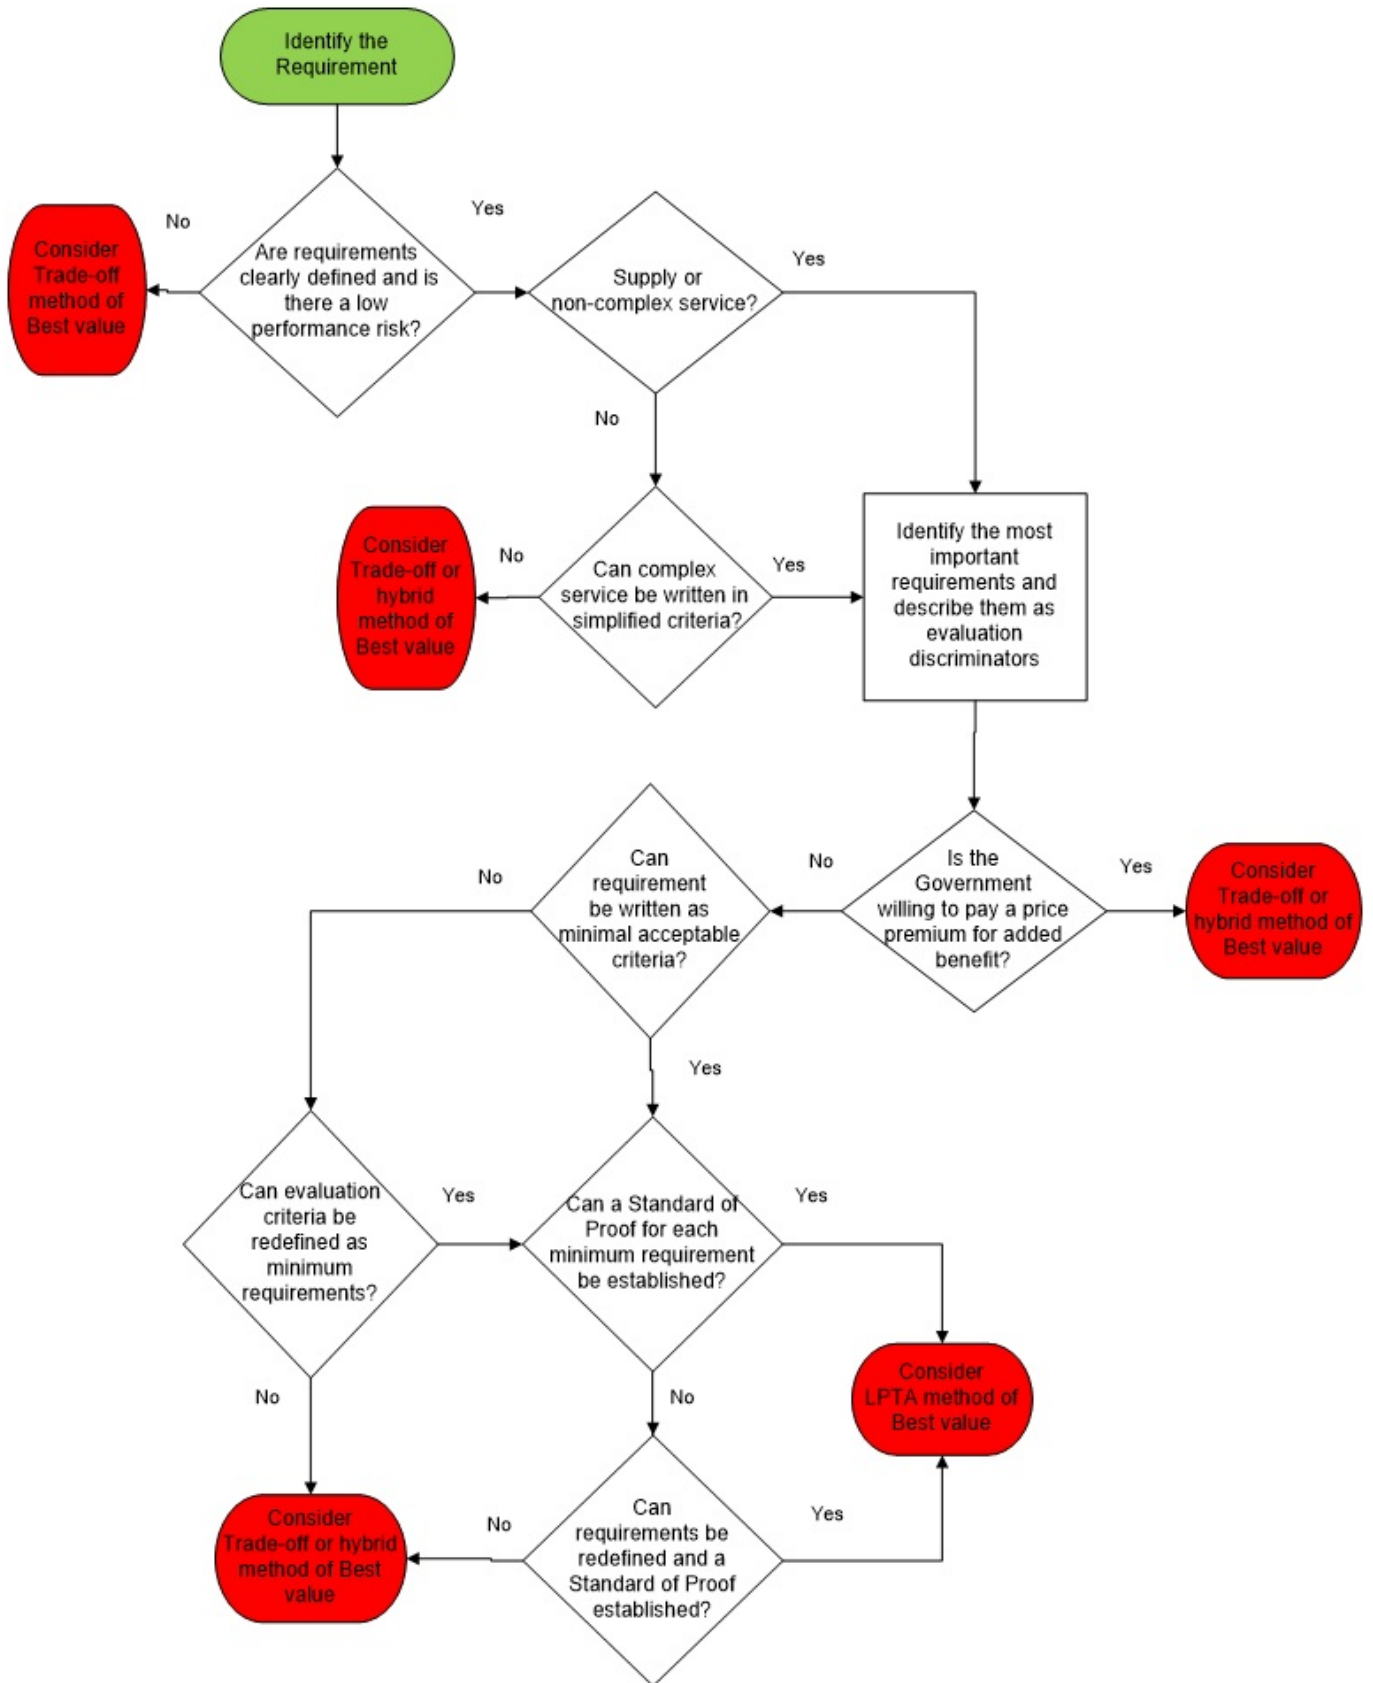 Identify the
Requirement
No
Yes
Consider
Trade-off
method of
Best value
Are requirements
clearly defined and is
there a low
performance risk?
Supply or
non-complex service?
Yes
No
Consider
Trade-off or
hybrid
method of
Best value
No
Can complex
service be written in
simplified criteria?
Yes
Identify the most
important
requirements and
describe them as
evaluation
discriminators
No
Can
requirement
be written as
minimal acceptable
criteria?
No
Is the
Government
willing to pay a price
premium for added
benefit?
Yes
Consider
Trade-off or
hybrid method of
Best value
Yes
Can evaluation
criteria be
redefined as
minimum
requirements?
Yes
Can a Standard of
Proof for each
minimum requirement
be established?
Yes
No
No
Consider
LPTA method of
Best value
Consider
Trade-off or hybrid
method of Best
value
No
Can
requirements be
redefined and a
Standard of Proof
established?
Yes